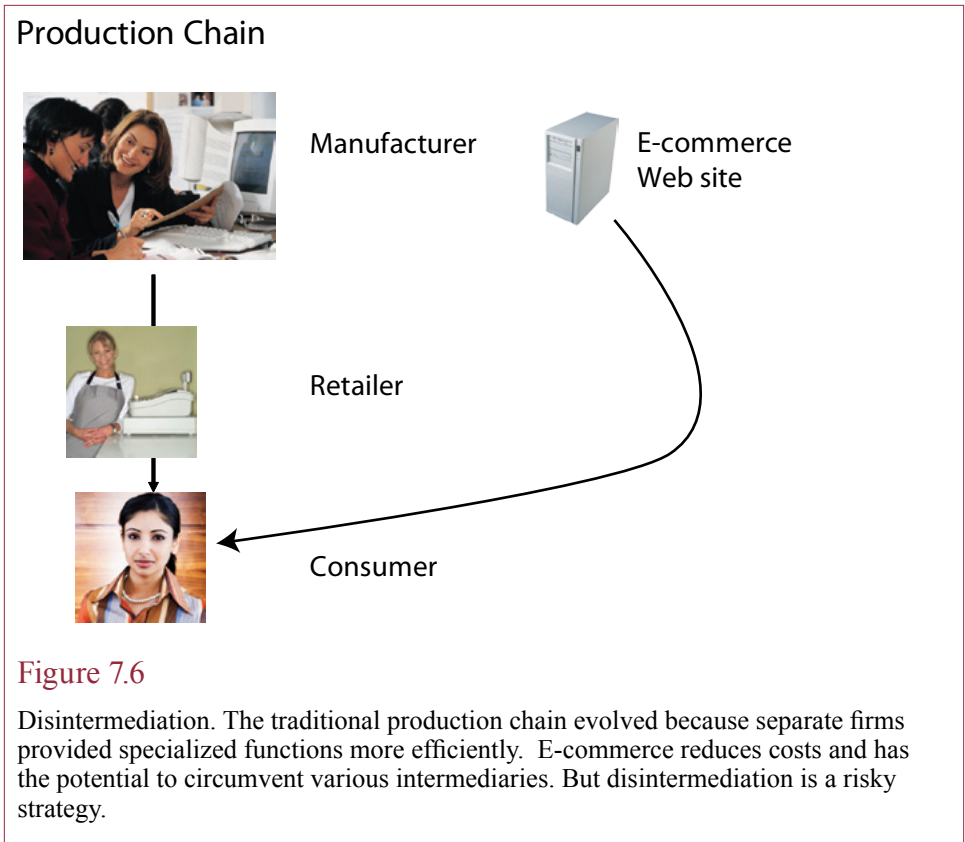 Production Chain
Manufacturer
E-commerce
Web site
Retailer
Consumer
Figure 7.6
Disintermediation. The traditional production chain evolved because separate firms
provided specialized functions more efficiently.  E-commerce reduces costs and has
the potential to circumvent various intermediaries. But disintermediation is a risky
strategy.